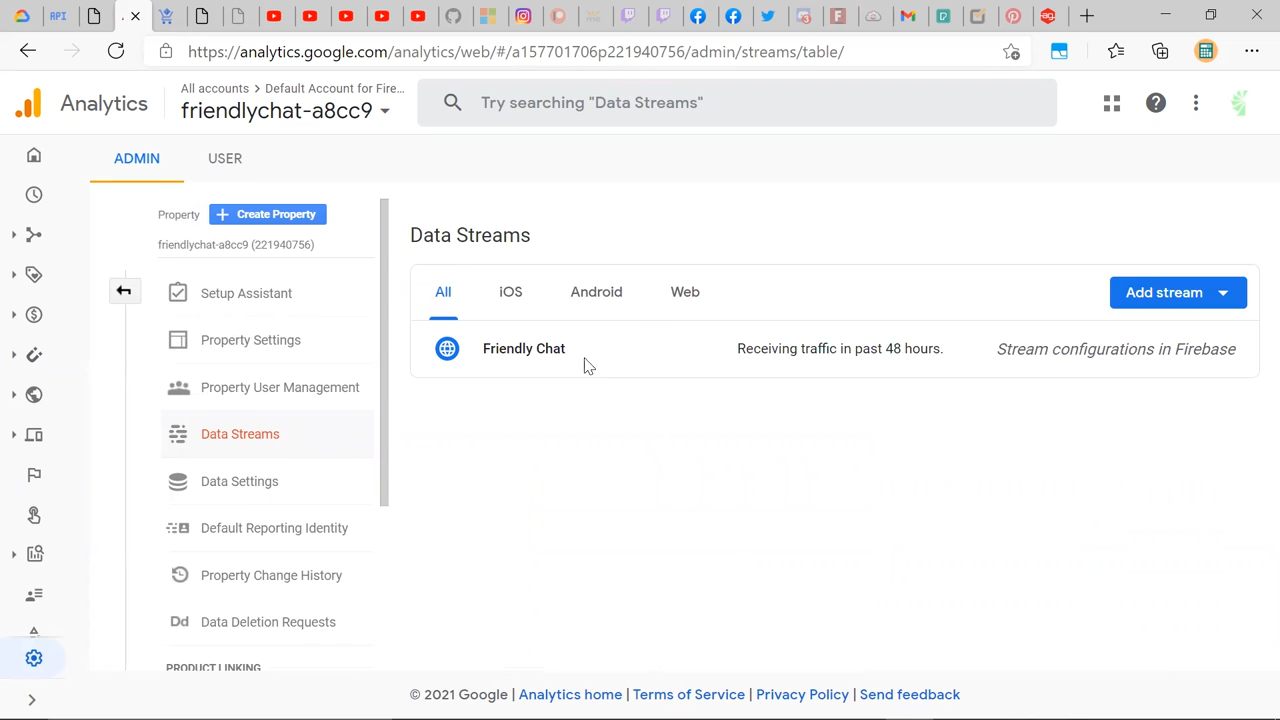 RPI
https://analytics.google.com/analytics/web/#/a157701706p221940756/admin/streams/table/
Analytics
All accounts > Default Account for Fire...
friendlychat-a8cc9
Try searching "Data Streams"
ADMIN
USER
Property
Create Property
friendlychat-a8cc9 (221940756)
Setup Assistant
Property Settings
Property User Management
Data Streams
Data Settings
Default Reporting Identity
Property Change History
Dd Data Deletion Requests
PRODUCT LINKING
Data Streams
All
iOS
Android
Web
Add stream
Friendly Chat
Receiving traffic in past 48 hours.
Stream configurations in Firebase
© 2021 Google | Analytics home | Terms of Service | Privacy Policy | Send feedback